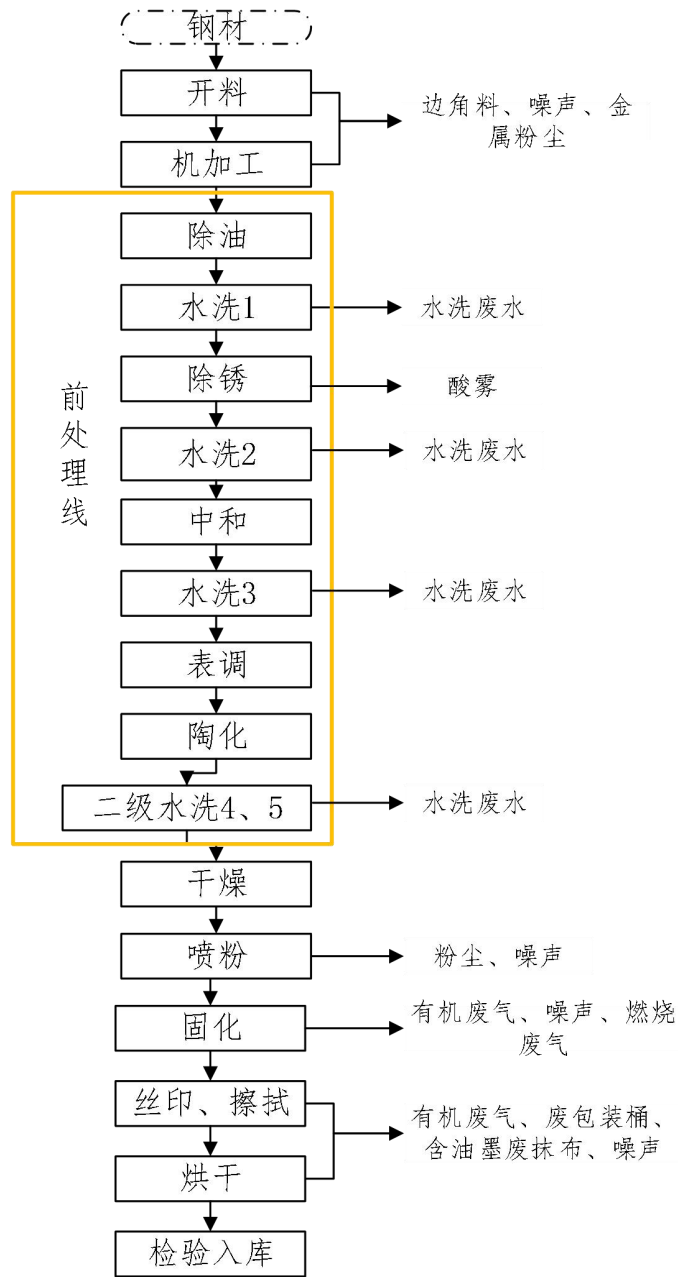 钢材
开料
边角料、噪声、金
属粉尘
机加工
除油
水洗1
水洗废水
除锈
酸雾
前
处
理
线
水洗2
水洗废水
中和
水洗3
水洗废水
表调
陶化
二级水洗4、5
水洗废水
干燥
喷粉
粉尘、噪声
固化
有机废气、噪声、燃烧
废气
丝印、擦拭
有机废气、废包装桶、
含油墨废抹布、噪声
烘干
检验入库